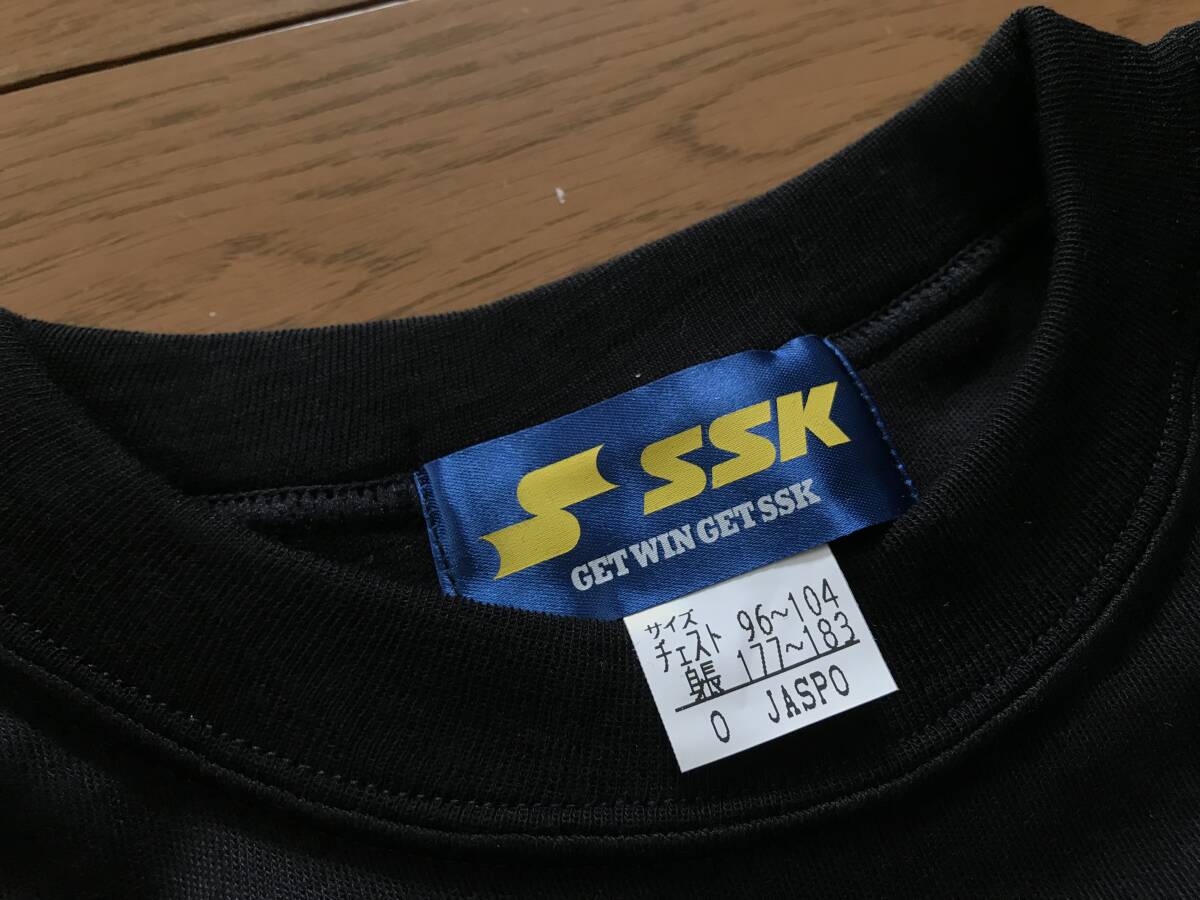 SSK
GET WIN GET SSK
サイズ
チェスト 96~104
身長 177~183
O JASPO